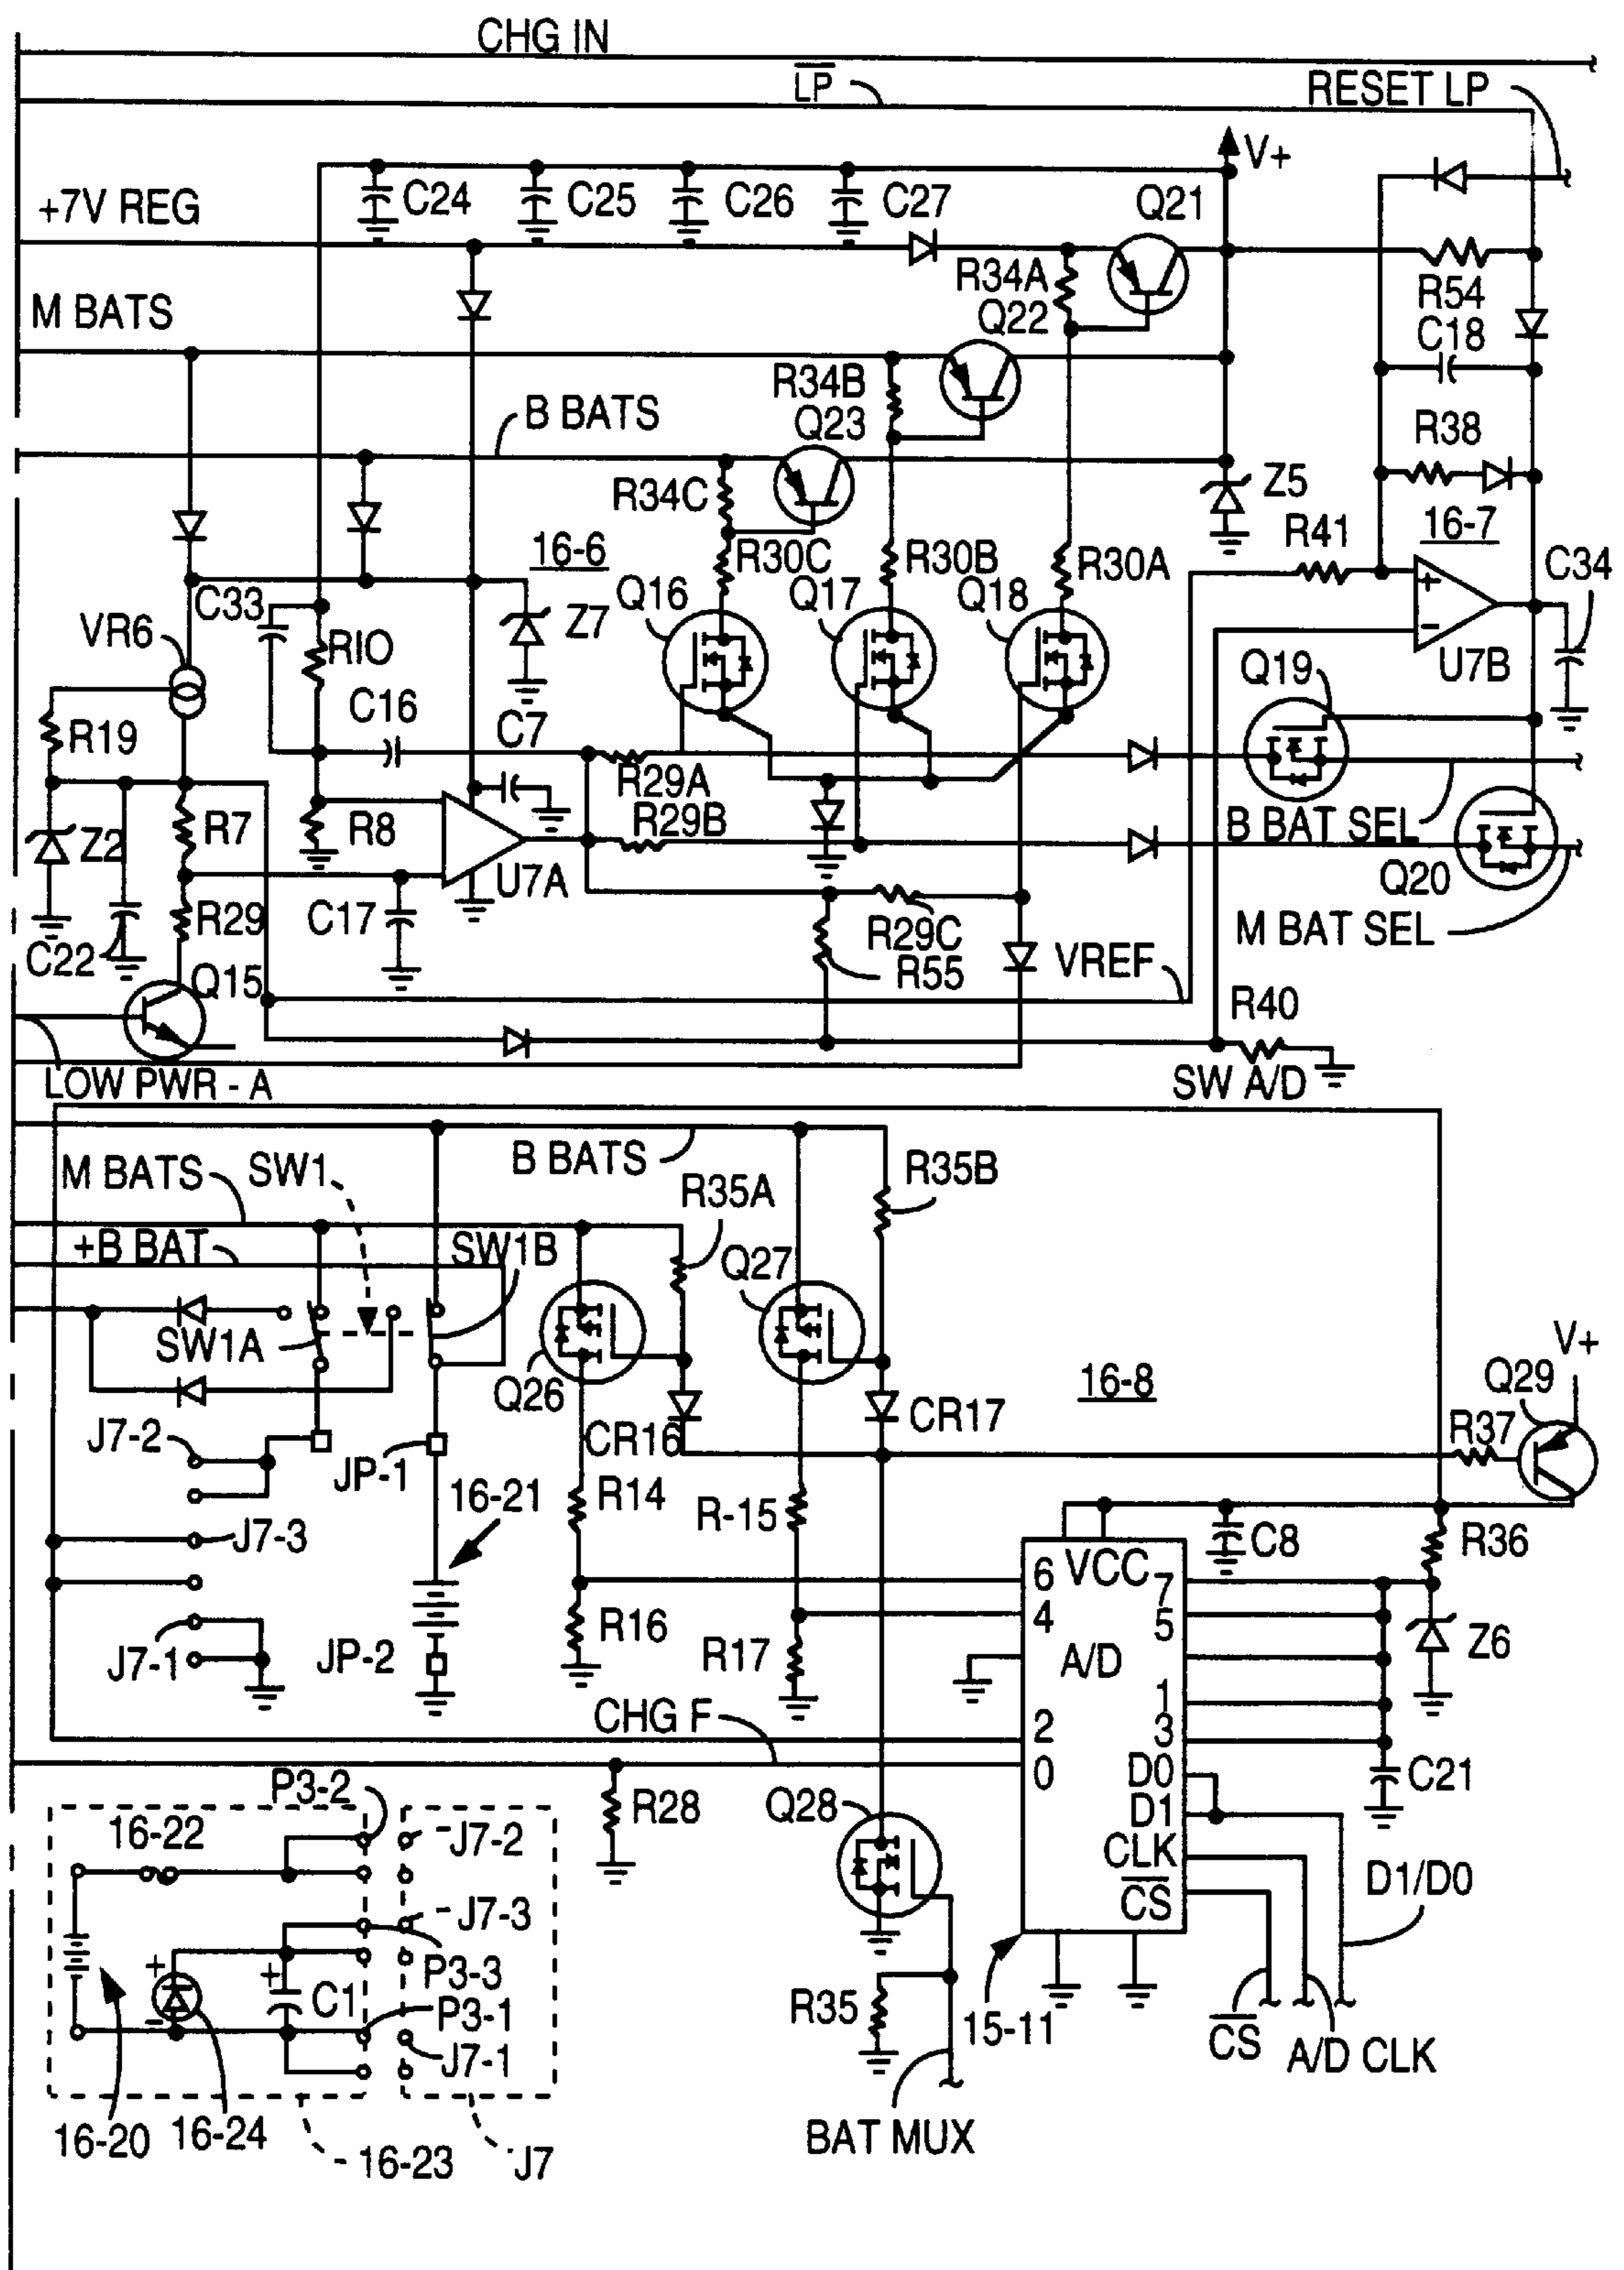 CHG IN
LP
RESET LP
V+
C24
C25
C26
C27
Q21
+7V REG
R34A
R54
M BATS
Q22
C18
R34B
B BATS
Q23
R38
R34C
Z5
16-6
R30C
R30B
R30A
R41
16-7
C34
C33
Q16
Q17
Q18
VR6
Z7
RIO
Q19
U7B
C16
R19
C7
R29A
B BAT SEL
Z2
R7
R8
R29B
U7A
Q20
R29
C17
R29C
M BAT SEL
C22
R55
VREF
Q15
R40
LOW PWR - A
SW A/D
M BATS
SW1
B BATS
R35A
R35B
+B BAT
SW1B
Q27
SW1A
V+
Q26
16-8
Q29
CR17
J7-2
CR16
R37
JP-1
16-21
R14
R-15
J7-3
C8
R36
6 VCC 7
4 5
R16
J7-1
JP-2
R17
A/D
Z6
1
CHG F
2 3
0 D0
C21
P3-2
R28
Q28
D1
16-22
J7-2
CLK
D1/D0
CS
J7-3
P3-3
C1
+
+
-
P3-1
R35
15-11
J7-1
CS
A/D CLK
16-20
16-24
16-23
J7
BAT MUX